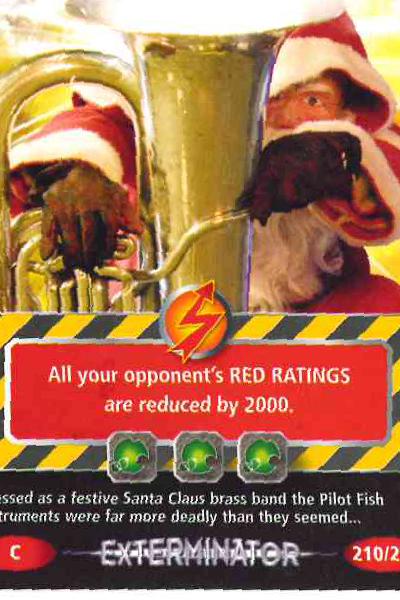 All your opponent's RED RATINGS
are reduced by 2000.
essed as a festive Santa Claus brass band the Pilot Fish
truments were far more deadly than they seemed...
C
EXTERMINATOR
210/2